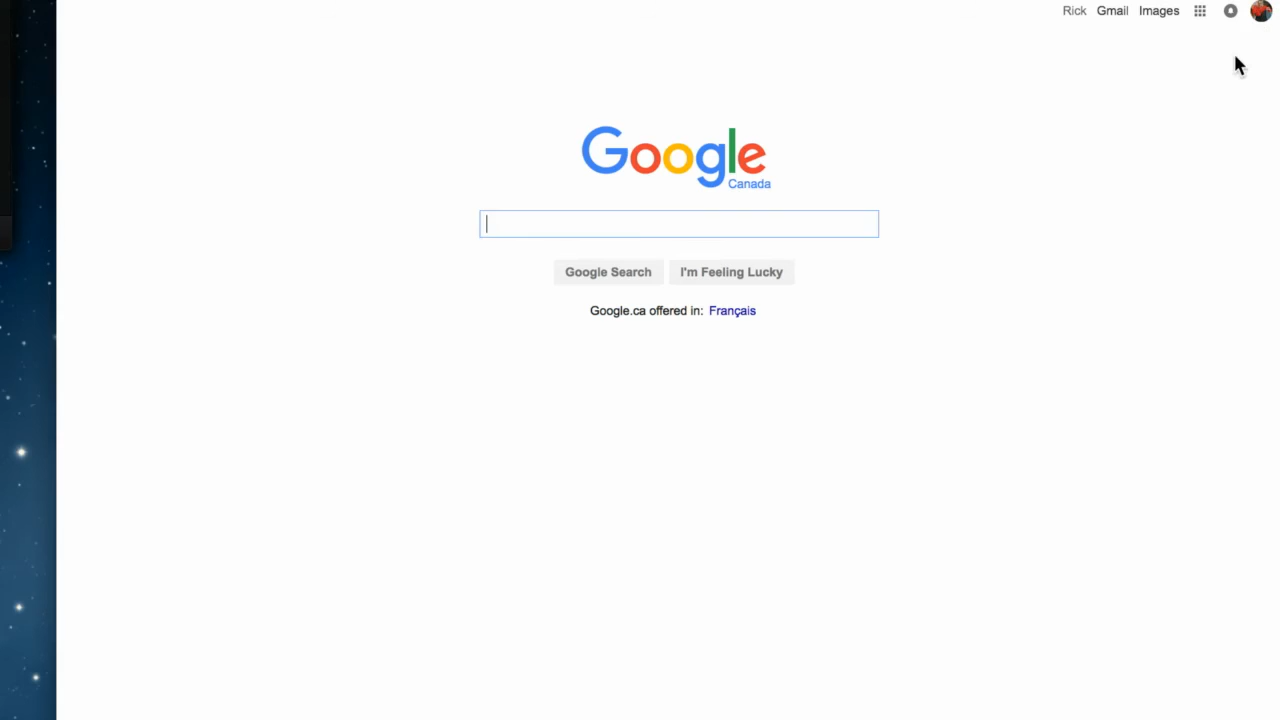 Rick Gmail Images
Google
Canada
Google Search I'm Feeling Lucky
Google.ca offered in: Français